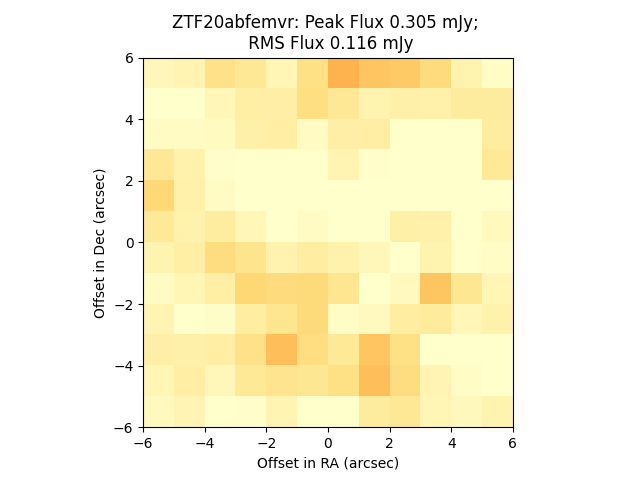 ZTF20abfemvr: Peak Flux 0.305 mJy;
RMS Flux 0.116 mJy
6
4
2
0
−2
−4
−6
Offset in Dec (arcsec)
−6 −4 −2 0 2 4 6
Offset in RA (arcsec)